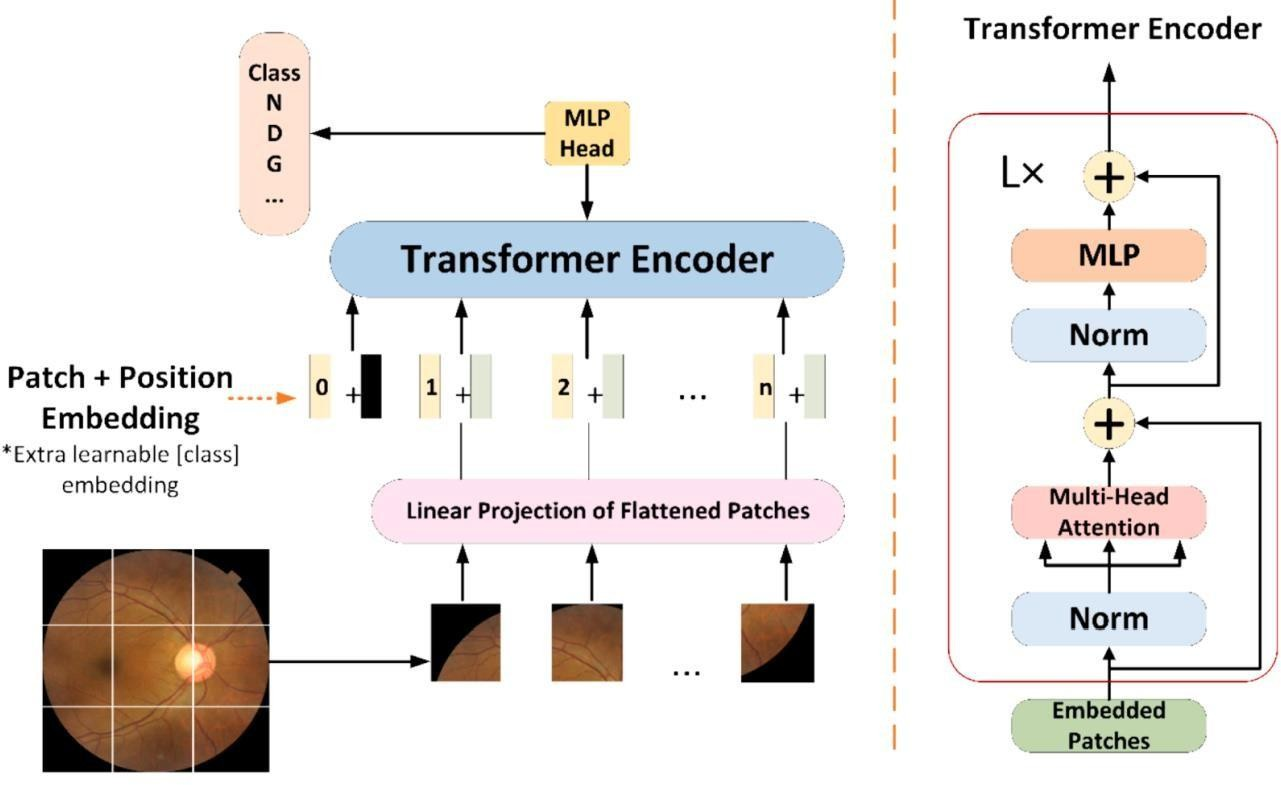 Class
N
D
G
...
MLP
Head
Transformer Encoder
Patch + Position
Embedding
*Extra learnable [class]
embedding
0 +
1 +
2 +
...
n +
Linear Projection of Flattened Patches
...
Transformer Encoder
L×
+
MLP
Norm
+
Multi-Head
Attention
Norm
Embedded
Patches